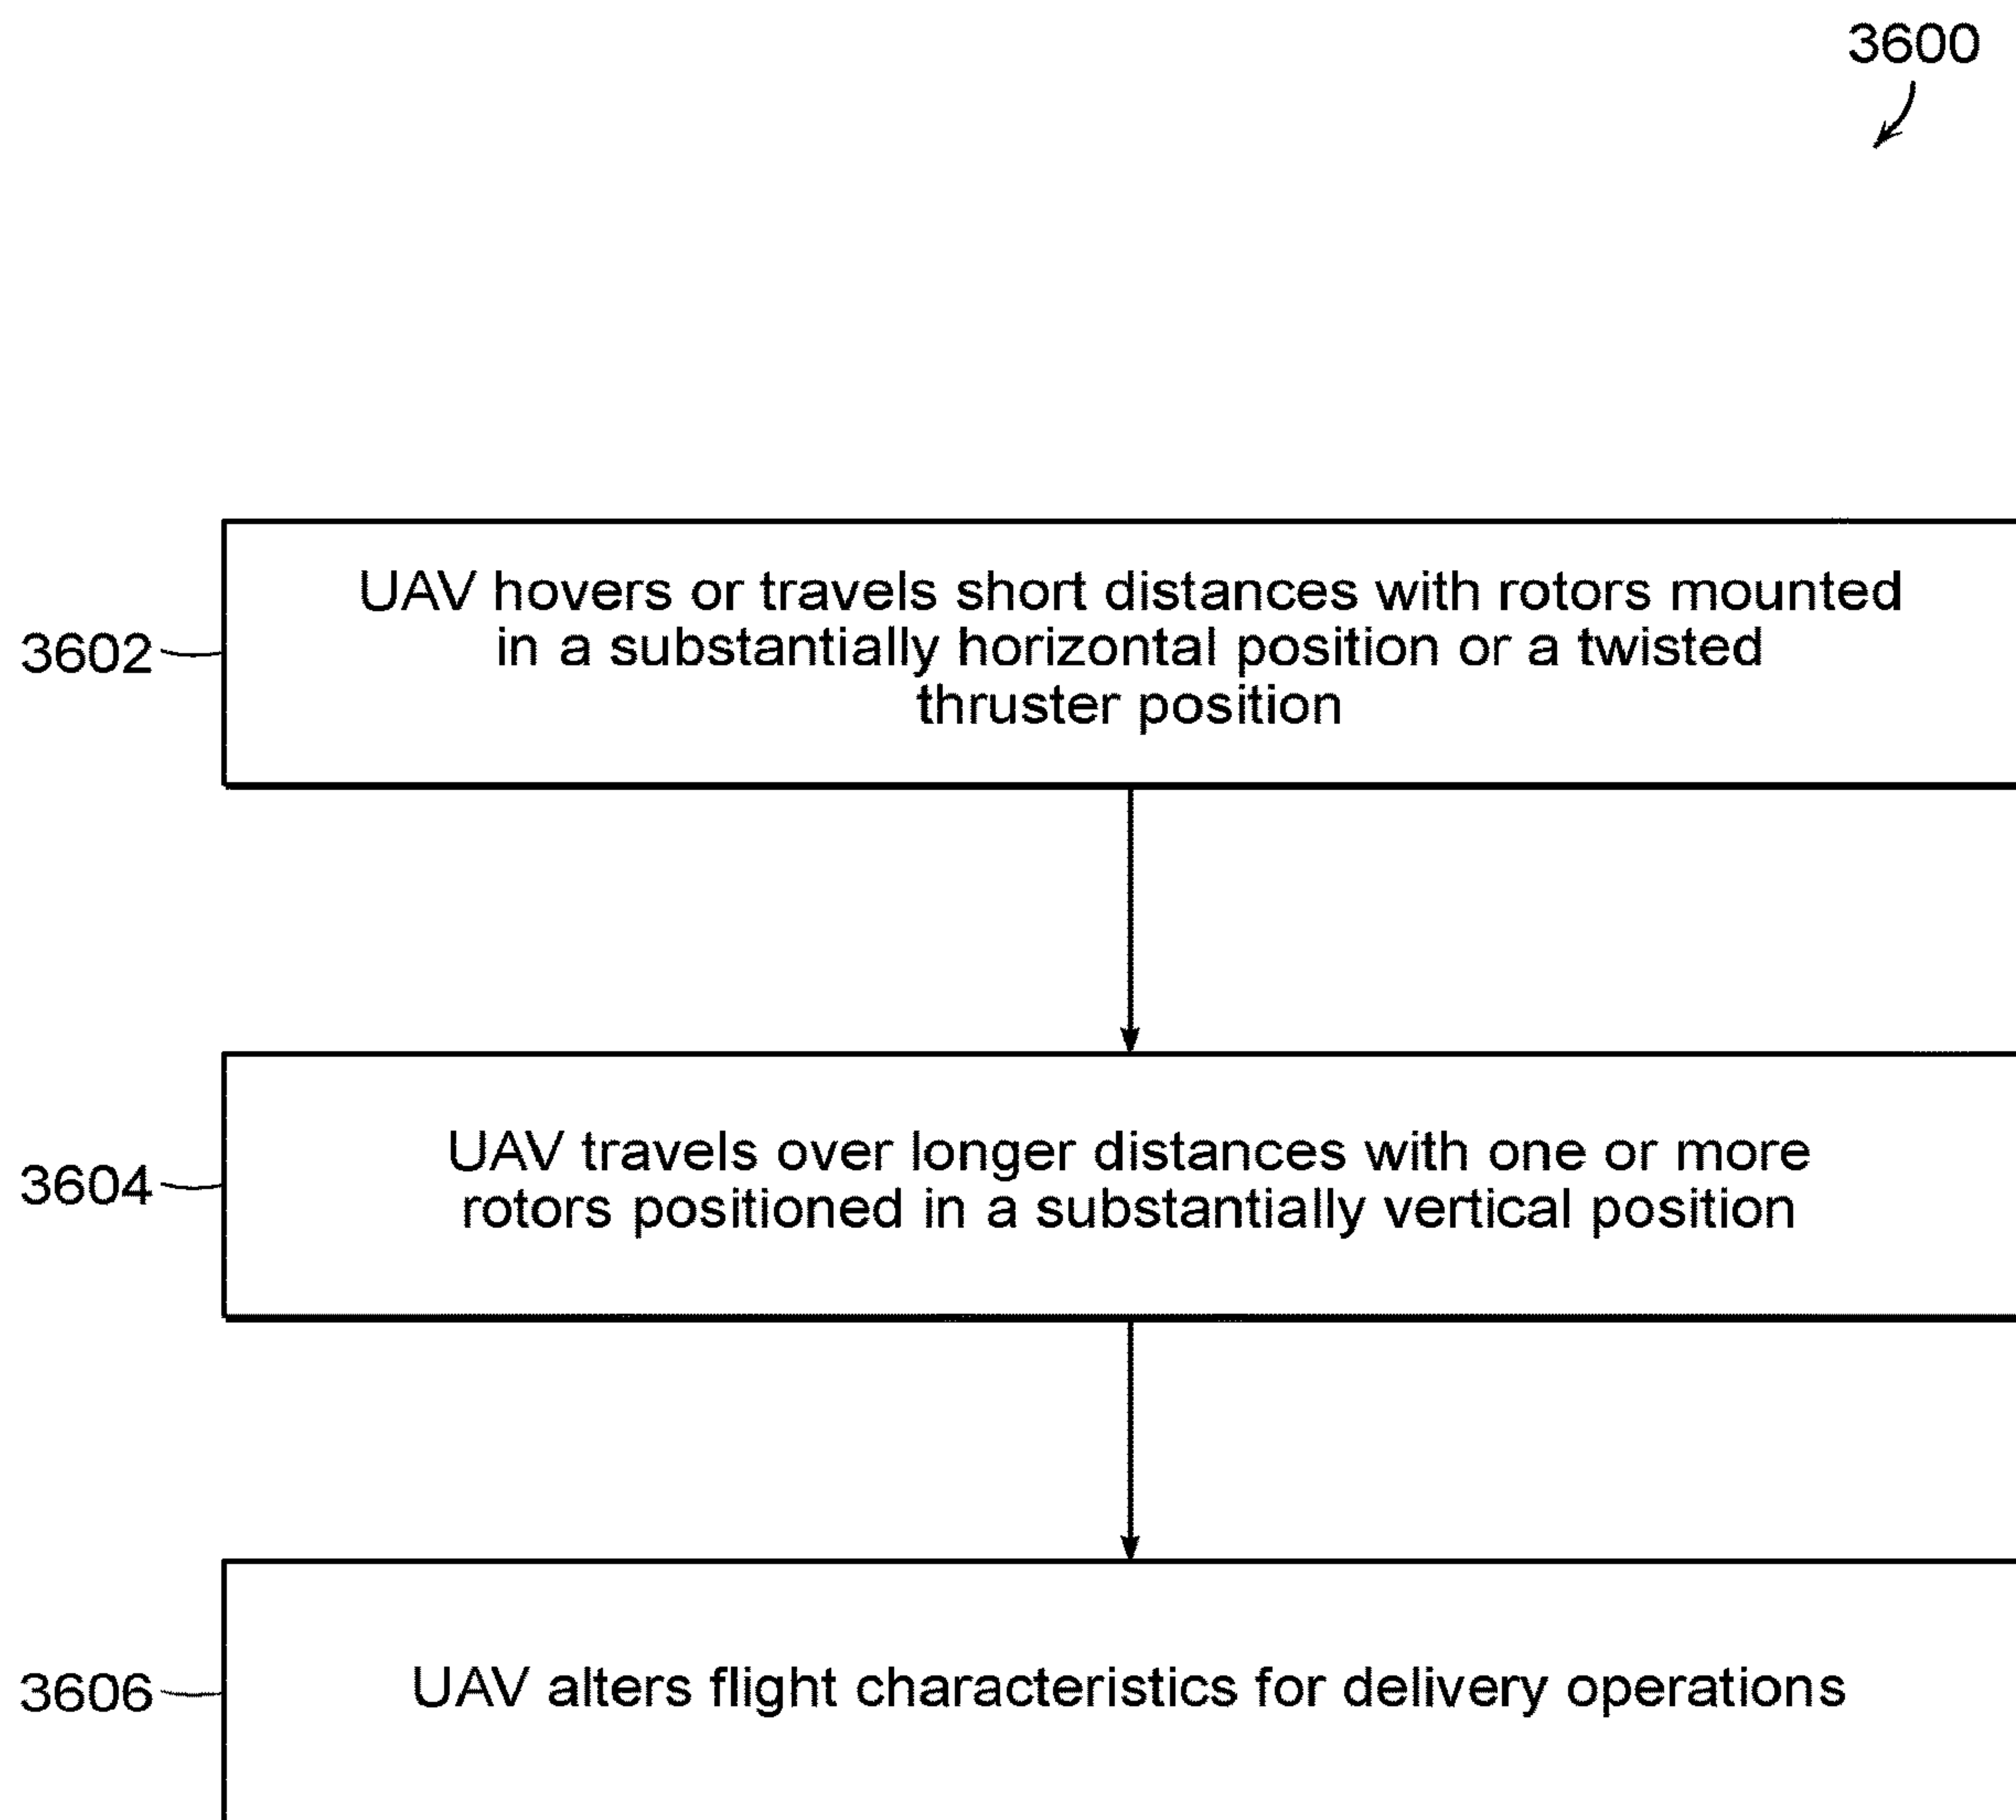 3600
UAV hovers or travels short distances with rotors mounted
in a substantially horizontal position or a twisted
thruster position
3602
UAV travels over longer distances with one or more
rotors positioned in a substantially vertical position
3604
UAV alters flight characteristics for delivery operations
3606